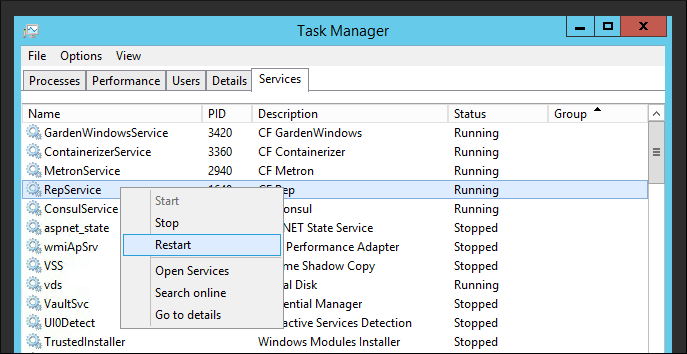 Task Manager
File Options View
Processes Performance Users Details Services
Name PID Description Status Group
GardenWindowsService 3420 CF GardenWindows Running
ContainerizerService 3360 CF Containerizer Running
MetronService 2940 CF Metron Running
RepService Rep Running
ConsulService onsul Running
aspnet_state NET State Service Stopped
wmiApSrv Performance Adapter Stopped
VSS me Shadow Copy Stopped
vds al Disk Stopped
VaultSvc ential Manager Stopped
UI0Detect active Services Detection Stopped
TrustedInstaller Windows Modules Installer Stopped
Start
Stop
Restart
Open Services
Search online
Go to details